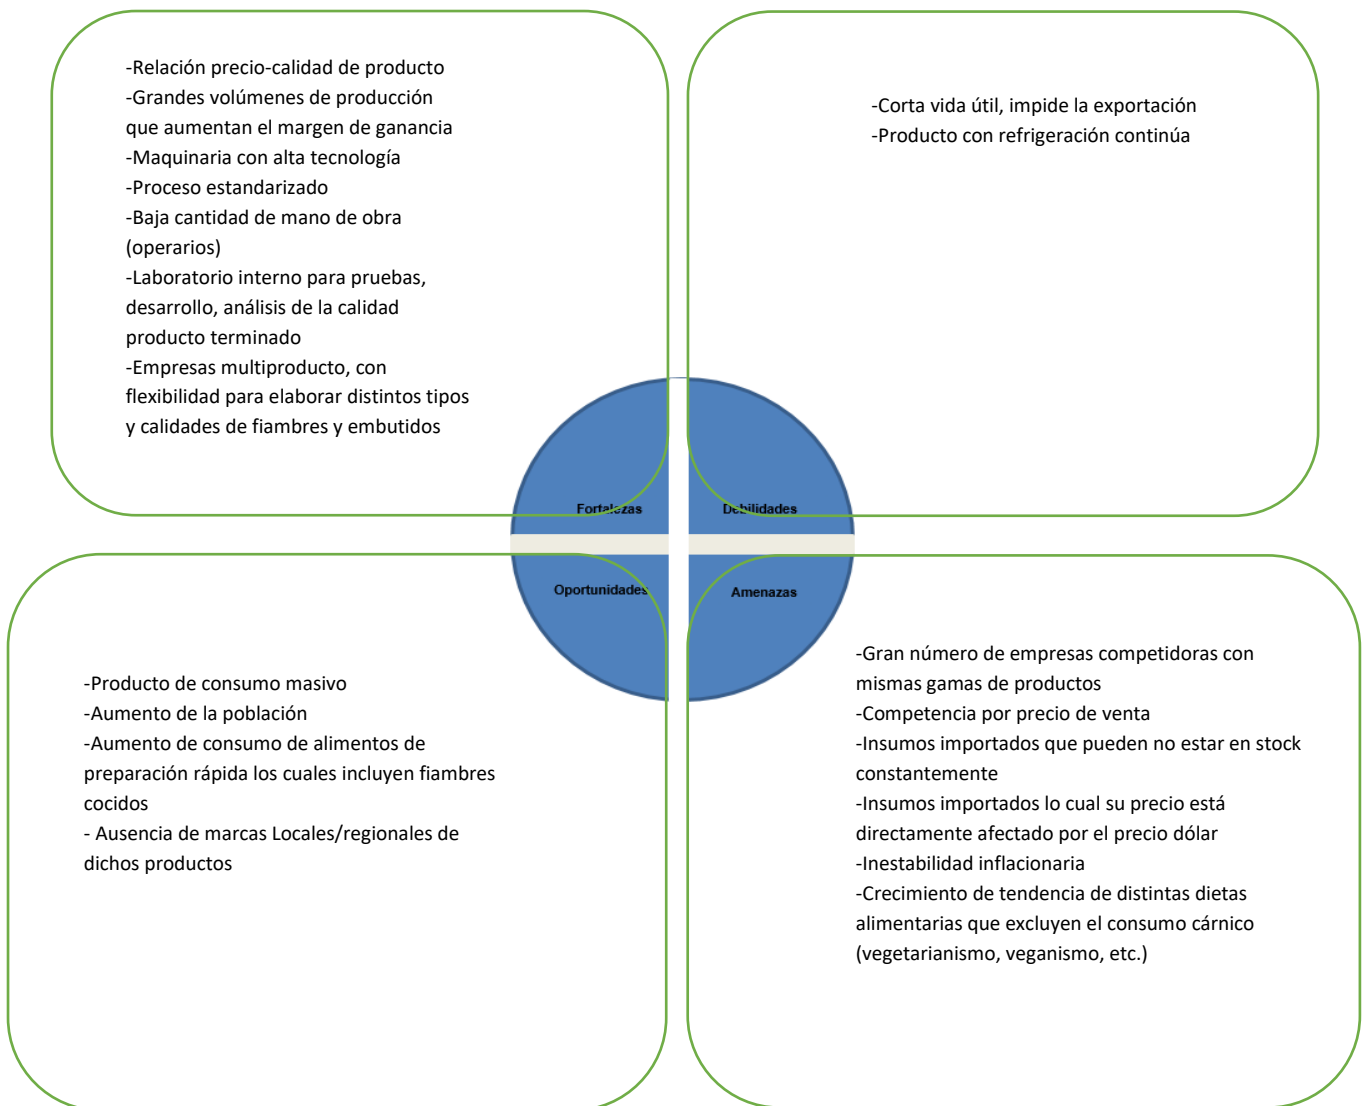 -Relación precio-calidad de producto
-Grandes volúmenes de producción
que aumentan el margen de ganancia
-Maquinaria con alta tecnología
-Proceso estandarizado
-Baja cantidad de mano de obra
(operarios)
-Laboratorio interno para pruebas,
desarrollo, análisis de la calidad
producto terminado
-Empresas multiproducto, con
flexibilidad para elaborar distintos tipos
y calidades de fiambres y embutidos
-Corta vida útil, impide la exportación
-Producto con refrigeración continúa
Fortalezas
Debilidades
Oportunidades
Amenazas
-Producto de consumo masivo
-Aumento de la población
-Aumento de consumo de alimentos de
preparación rápida los cuales incluyen fiambres
cocidos
- Ausencia de marcas Locales/regionales de
dichos productos
-Gran número de empresas competidoras con
mismas gamas de productos
-Competencia por precio de venta
-Insumos importados que pueden no estar en stock
constantemente
-Insumos importados lo cual su precio está
directamente afectado por el precio dólar
-Inestabilidad inflacionaria
-Crecimiento de tendencia de distintas dietas
alimentarias que excluyen el consumo cárnico
(vegetarianismo, veganismo, etc.)